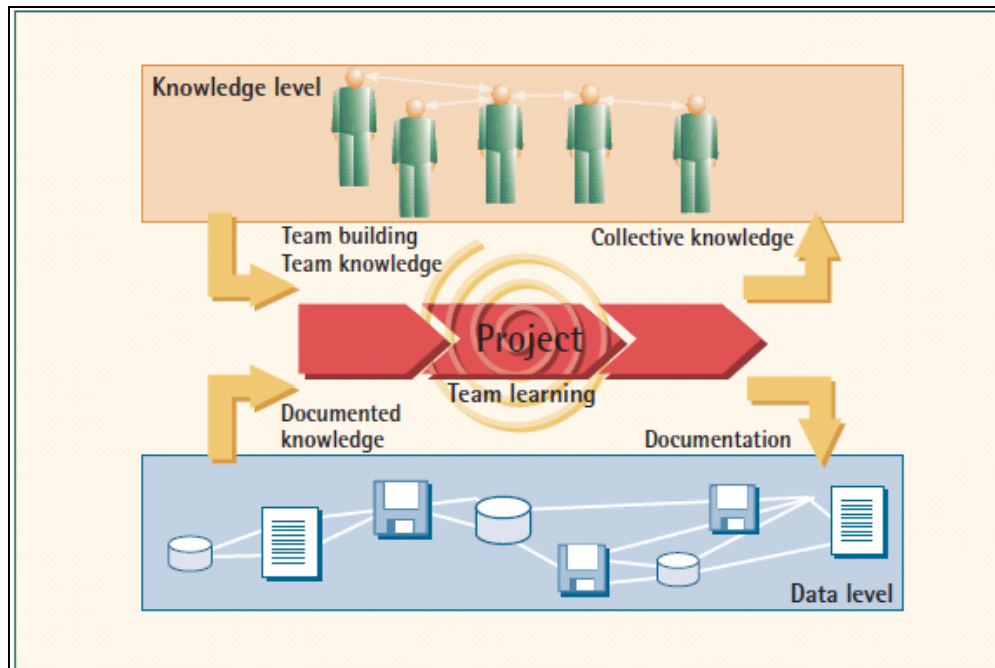 Knowledge level
Team building
Team knowledge
Collective knowledge
Project
Team learning
Documented
knowledge
Documentation
Data level